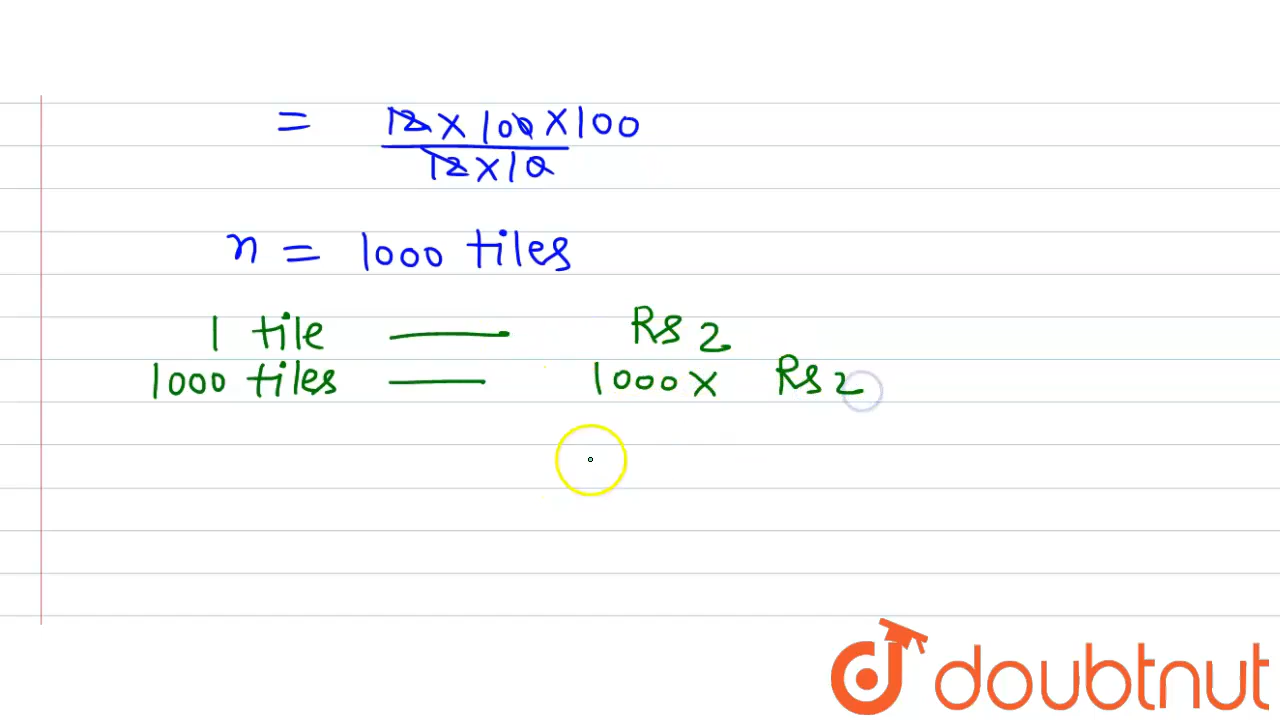 = 12 X 100 X 100
12 X 10
n = 1000 tiles
1 tile —— Rs 2
1000 tiles —— 1000 X Rs 2
doubtnut